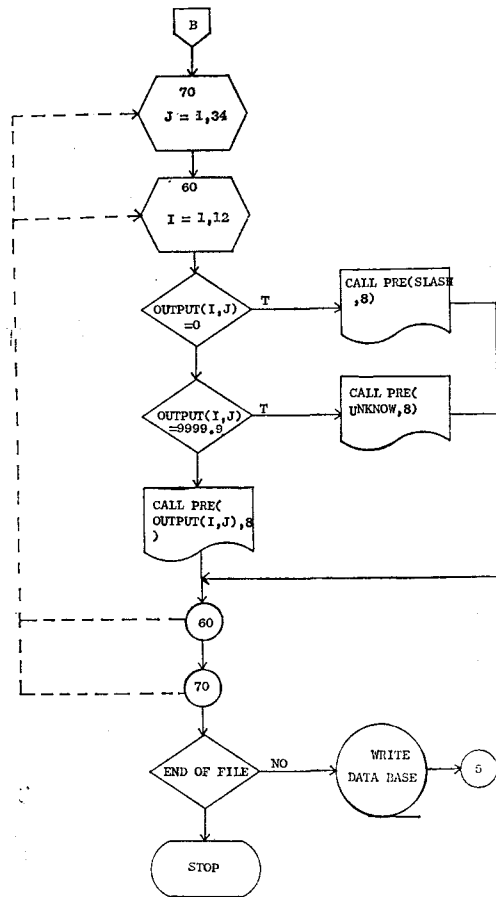 B
70
J = 1,34
60
I = 1,12
OUTPUT(I,J)
=0
T
CALL PRE(SLASH
,8)
OUTPUT(I,J)
=9999.9
T
CALL PRE(
UNKNOW,8)
CALL PRE(
OUTPUT(I,J),8
)
60
70
END OF FILE
NO
WRITE
DATA BASE
5
STOP